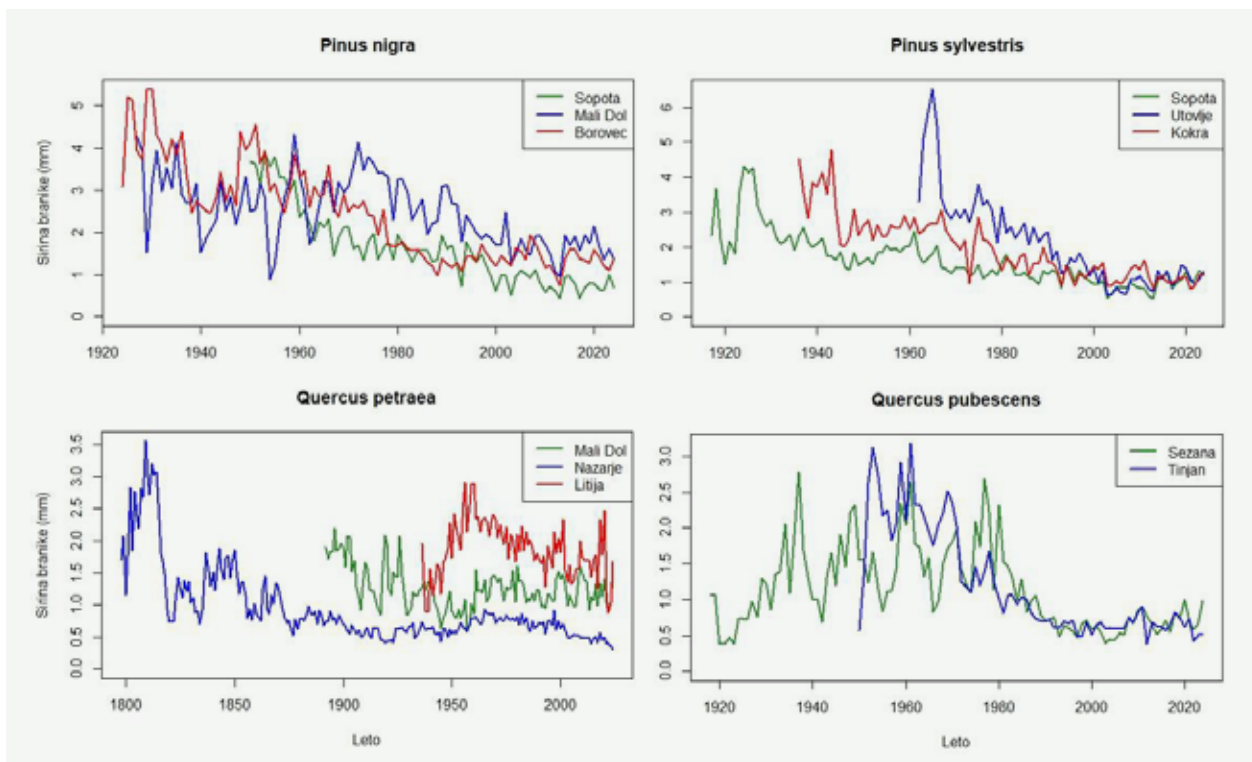 Pinus nigra
Sopota
Mali Dol
Borovec
Sirina branike (mm)
0 1 2 3 4 5
1920 1940 1960 1980 2000 2020
Pinus sylvestris
Sopota
Utovlje
Kokra
0 1 2 3 4 5 6
1920 1940 1960 1980 2000 2020
Quercus petraea
Mali Dol
Nazarje
Litija
Sirina branike (mm)
0.0 0.5 1.0 1.5 2.0 2.5 3.0 3.5
1800 1850 1900 1950 2000
Leto
Quercus pubescens
Sezana
Tinjan
0.0 0.5 1.0 1.5 2.0 2.5 3.0
1920 1940 1960 1980 2000 2020
Leto